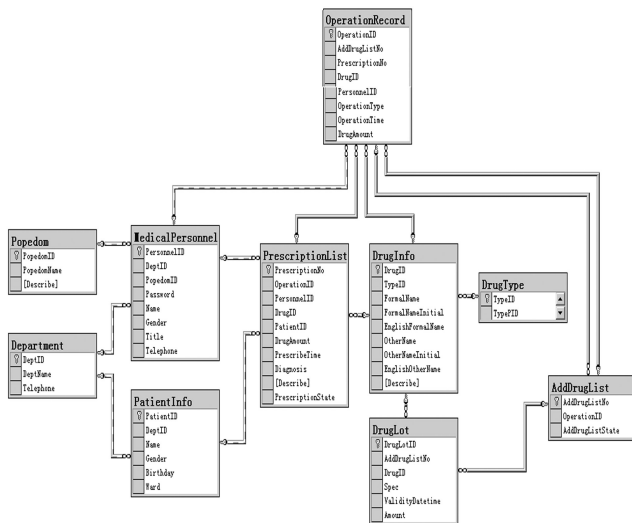 OperationRecord
OperationID
AddDrugListNo
PrescriptionNo
DrugID
PersonnelID
OperationType
OperationTime
DrugAmount
Popedom
PopedomID
PopedomName
[Describe]
MedicalPersonnel
PersonnelID
DeptID
PopedomID
Password
Name
Gender
Title
Telephone
PrescriptionList
PrescriptionNo
OperationID
PersonnelID
DrugID
PatientID
DrugAmount
PrescribeTime
Diagnosis
[Describe]
PrescriptionState
DrugInfo
DrugID
TypeID
FormalName
FormalNameInitial
EnglishFormalName
OtherName
OtherNameInitial
EnglishOtherName
[Describe]
DrugType
TypeID
TypePID
Department
DeptID
DeptName
Telephone
PatientInfo
PatientID
DeptID
Name
Gender
Birthday
Ward
DrugLot
DrugLotID
AddDrugListNo
DrugID
Spec
ValidityDatetime
Amount
AddDrugList
AddDrugListNo
OperationID
AddDrugListState